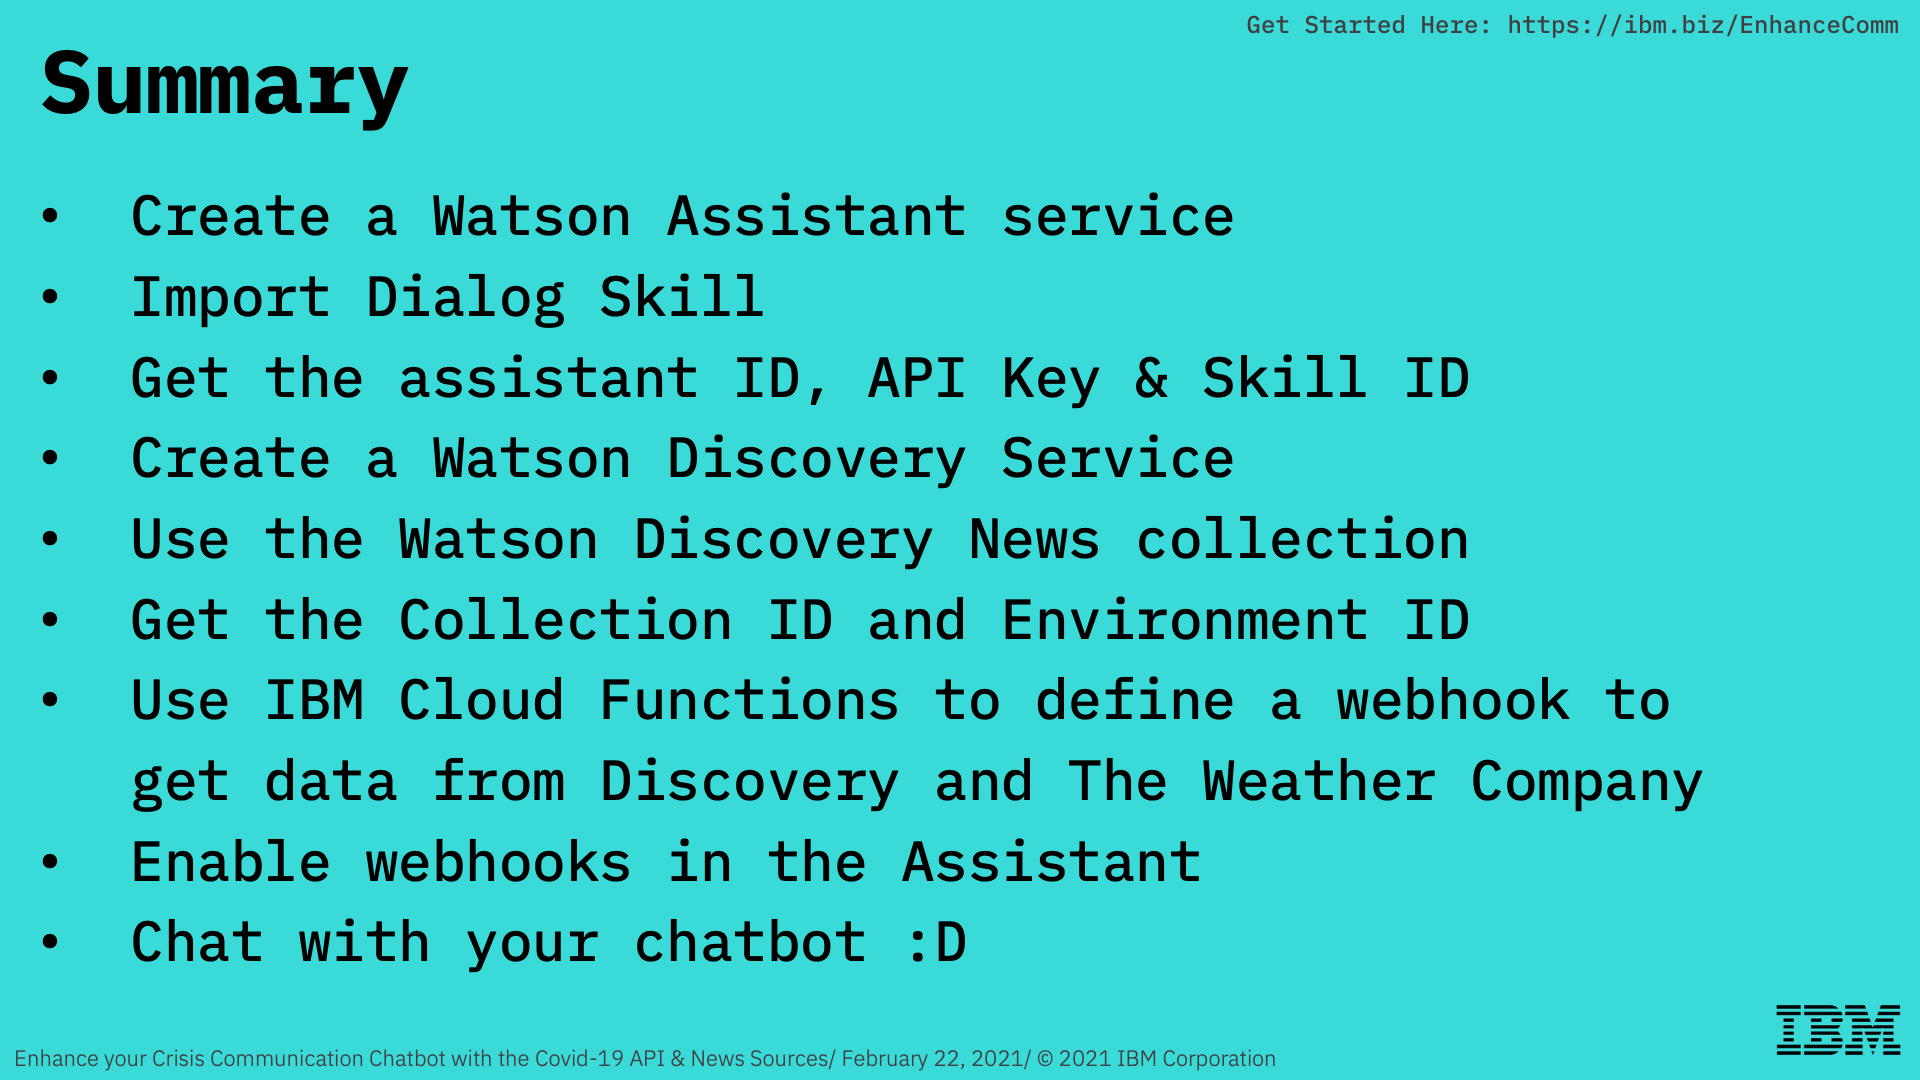 Get Started Here: https://ibm.biz/EnhanceComm
Summary
• Create a Watson Assistant service
• Import Dialog Skill
• Get the assistant ID, API Key & Skill ID
• Create a Watson Discovery Service
• Use the Watson Discovery News collection
• Get the Collection ID and Environment ID
• Use IBM Cloud Functions to define a webhook to
get data from Discovery and The Weather Company
• Enable webhooks in the Assistant
• Chat with your chatbot :D
IBM
Enhance your Crisis Communication Chatbot with the Covid-19 API & News Sources/ February 22, 2021/ © 2021 IBM Corporation